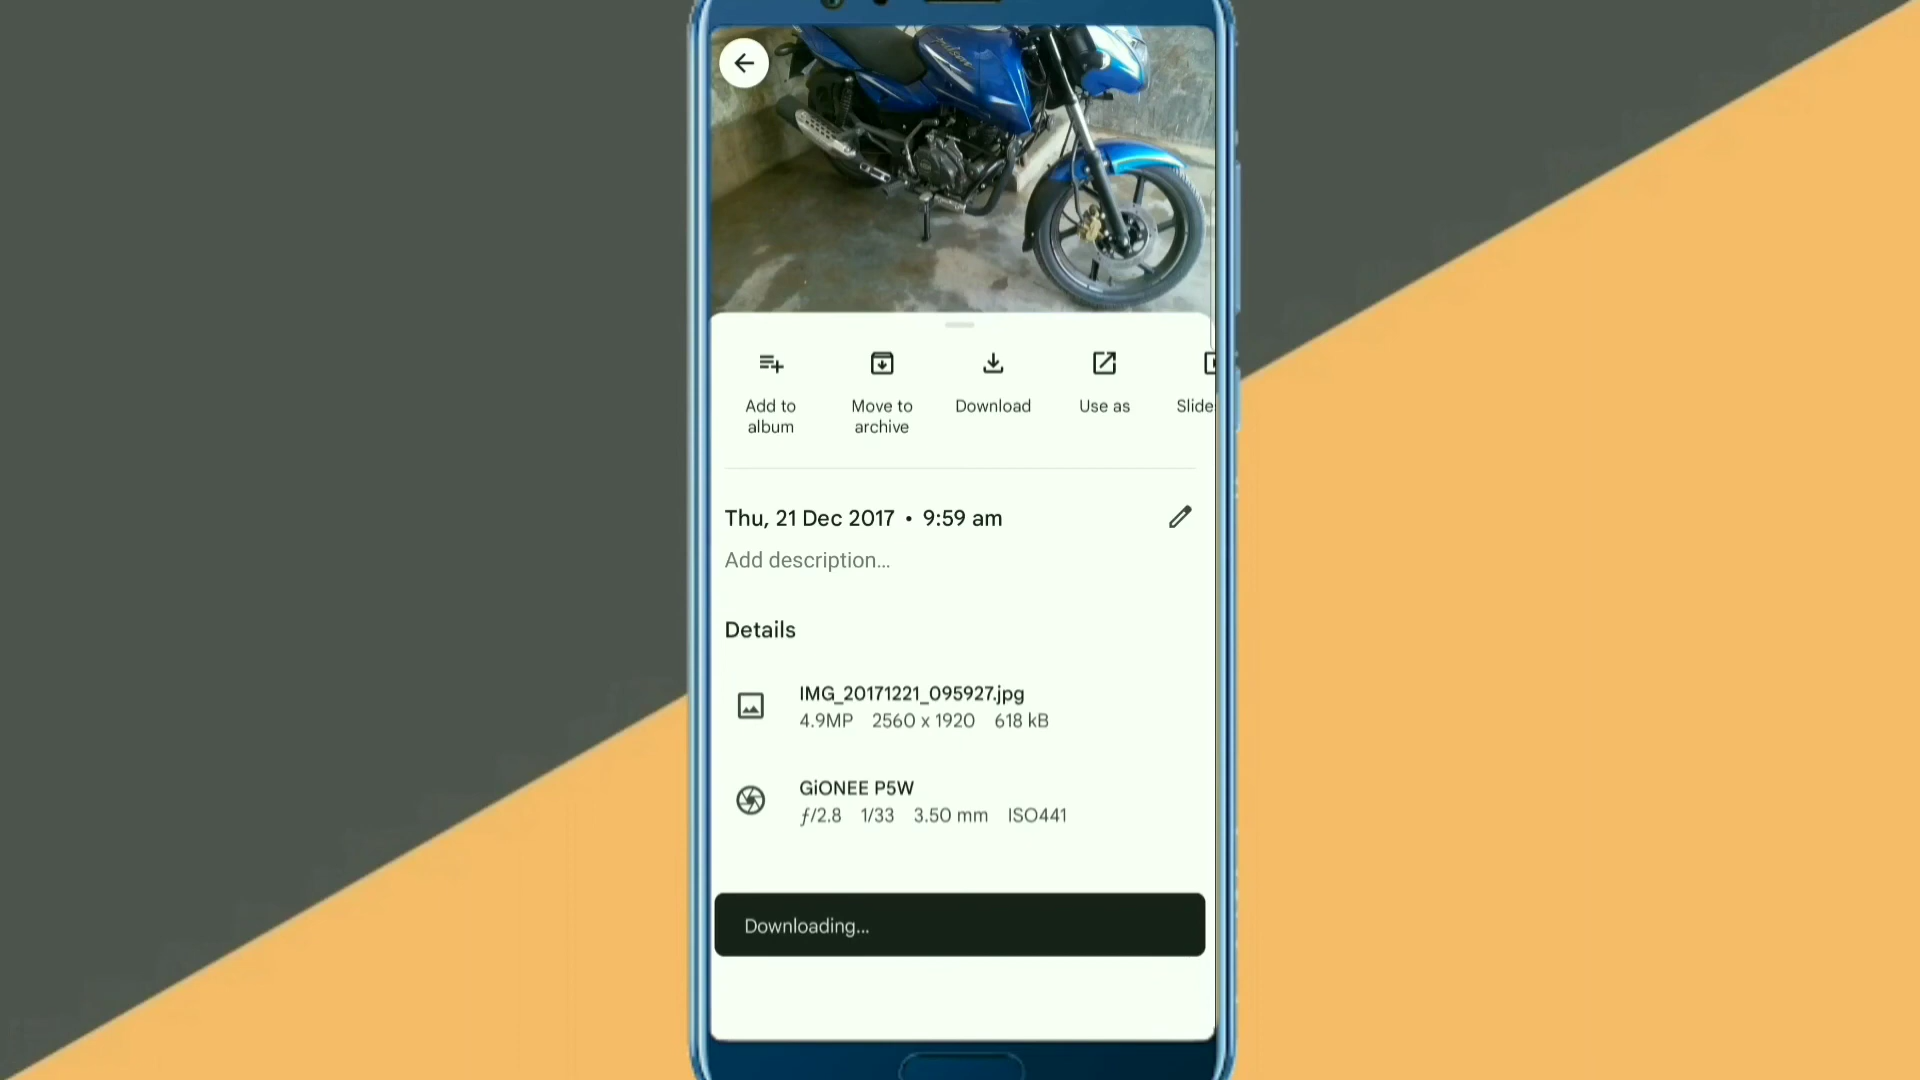 Add to
album
Move to
archive
Download
Use as
Slide
Thu, 21 Dec 2017 • 9:59 am
Add description...
Details
IMG_20171221_095927.jpg
4.9MP 2560 x 1920 618 kB
GiONEE P5W
ƒ/2.8 1/33 3.50 mm ISO441
Downloading...